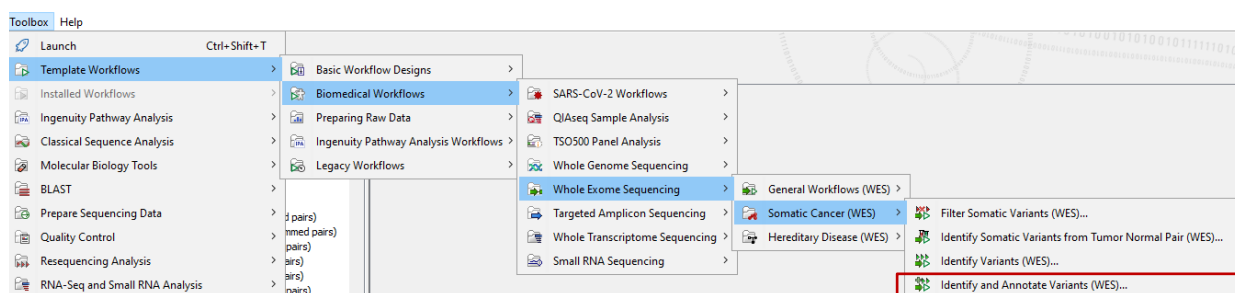 Toolbox Help
Launch Ctrl+Shift+T
Template Workflows
Installed Workflows
Ingenuity Pathway Analysis
Classical Sequence Analysis
Molecular Biology Tools
BLAST
Prepare Sequencing Data
Quality Control
Resequencing Analysis
RNA-Seq and Small RNA Analysis
Basic Workflow Designs
Biomedical Workflows
Preparing Raw Data
Ingenuity Pathway Analysis Workflows
Legacy Workflows
pairs)
mmed pairs)
pairs)
airs)
airs)
pairs)
SARS-CoV-2 Workflows
QIAseq Sample Analysis
TSO500 Panel Analysis
Whole Genome Sequencing
Whole Exome Sequencing
Targeted Amplicon Sequencing
Whole Transcriptome Sequencing
Small RNA Sequencing
General Workflows (WES)
Somatic Cancer (WES)
Hereditary Disease (WES)
Filter Somatic Variants (WES)...
Identify Somatic Variants from Tumor Normal Pair (WES)...
Identify Variants (WES)...
Identify and Annotate Variants (WES)...